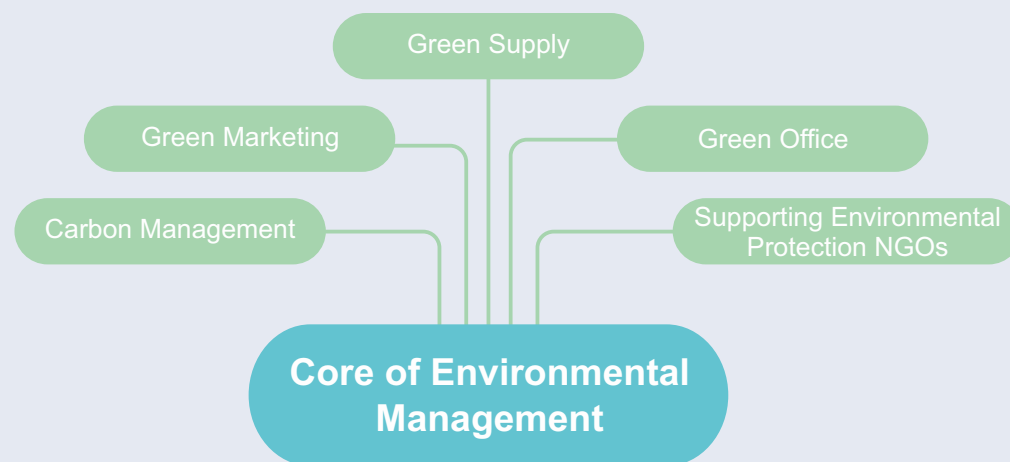 Green Supply
Green Marketing
Green Office
Carbon Management
Supporting Environmental
Protection NGOs
Core of Environmental
Management